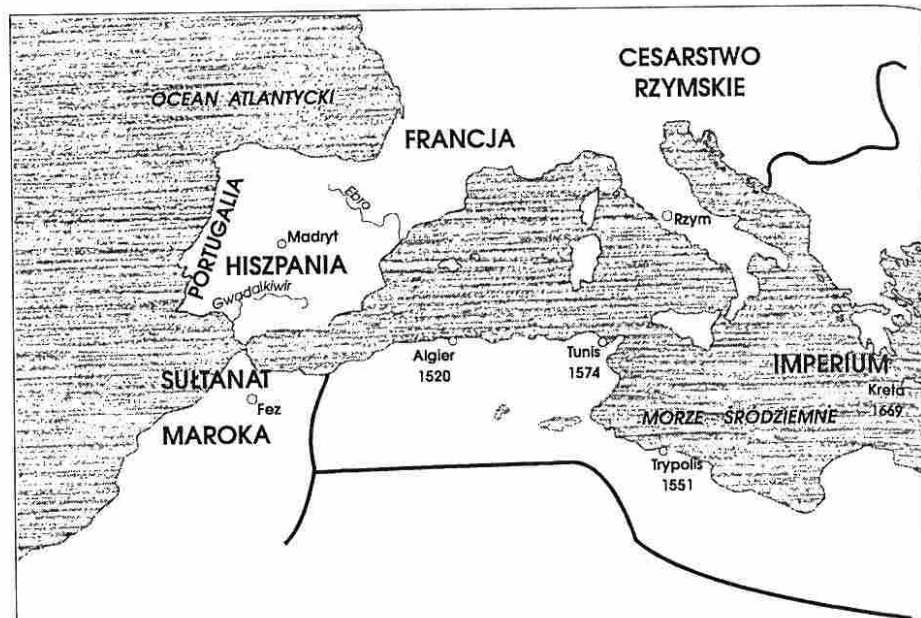 CESARSTWO
RZYMSKIE
OCEAN ATLANTYCKI
FRANCJA
Ebro
PORTUGALIA
Rzym
Madryt
HISZPANIA
Gwadalkiwir
Algier
1520
Tunis
1574
IMPERIUM
SUŁTANAT
Kreta
1669
Fez
MAROKA
MORZE ŚRÓDZIEMNE
Trypolis
1551